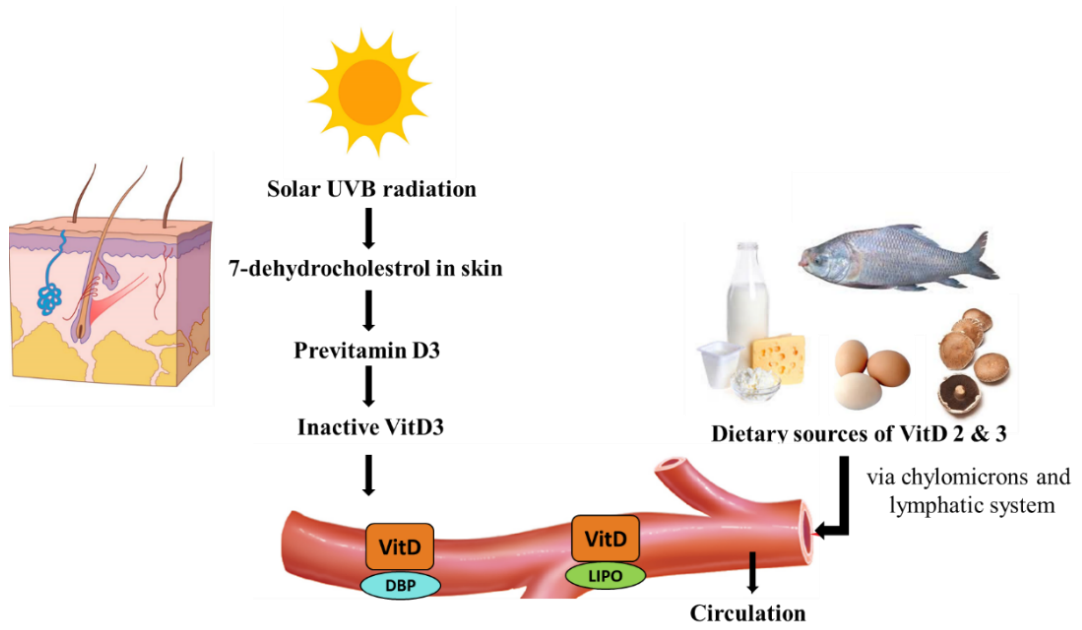 Solar UVB radiation
7-dehydrocholestrol in skin
Previtamin D3
Inactive VitD3
Dietary sources of VitD 2 & 3
via chylomicrons and
lymphatic system
VitD
DBP
VitD
LIPO
Circulation